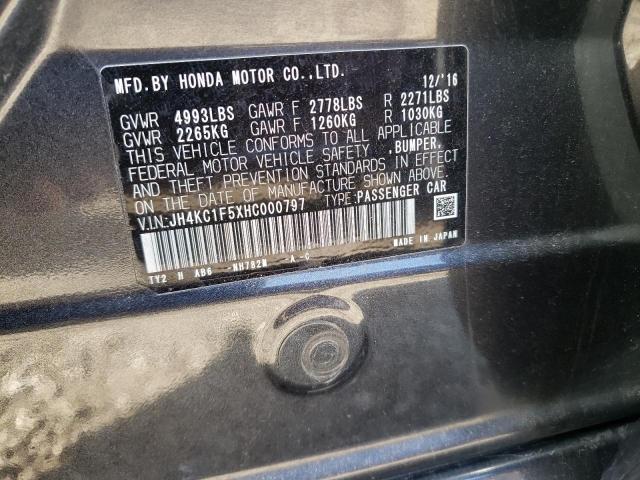 MFD.BY HONDA MOTOR CO.,LTD. 12/'16
GVWR 4993LBS GAWR F 2778LBS R 2271LBS
GVWR 2265KG GAWR F 1260KG R 1030KG
THIS VEHICLE CONFORMS TO ALL APPLICABLE
FEDERAL MOTOR VEHICLE SAFETY ,BUMPER,
AND THEFT PREVENTION STANDARDS IN EFFECT
ON THE DATE OF MANUFACTURE SHOWN ABOVE.
V.I.N:JH4KC1F5XHC000797 TYPE:PASSENGER CAR
MADE IN JAPAN
TY2 H AB6 NH782M A-C